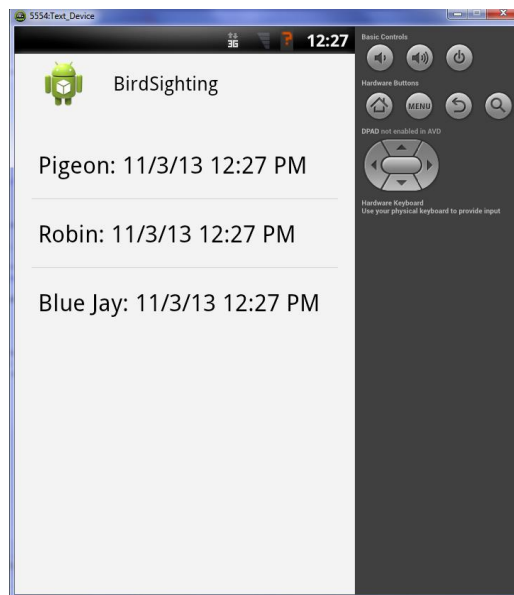 5554:Text_Device
3G
12:27
BirdSighting
Pigeon: 11/3/13 12:27 PM
Robin: 11/3/13 12:27 PM
Blue Jay: 11/3/13 12:27 PM
Basic Controls
Hardware Buttons
MENU
DPAD not enabled in AVD
Hardware Keyboard
Use your physical keyboard to provide input